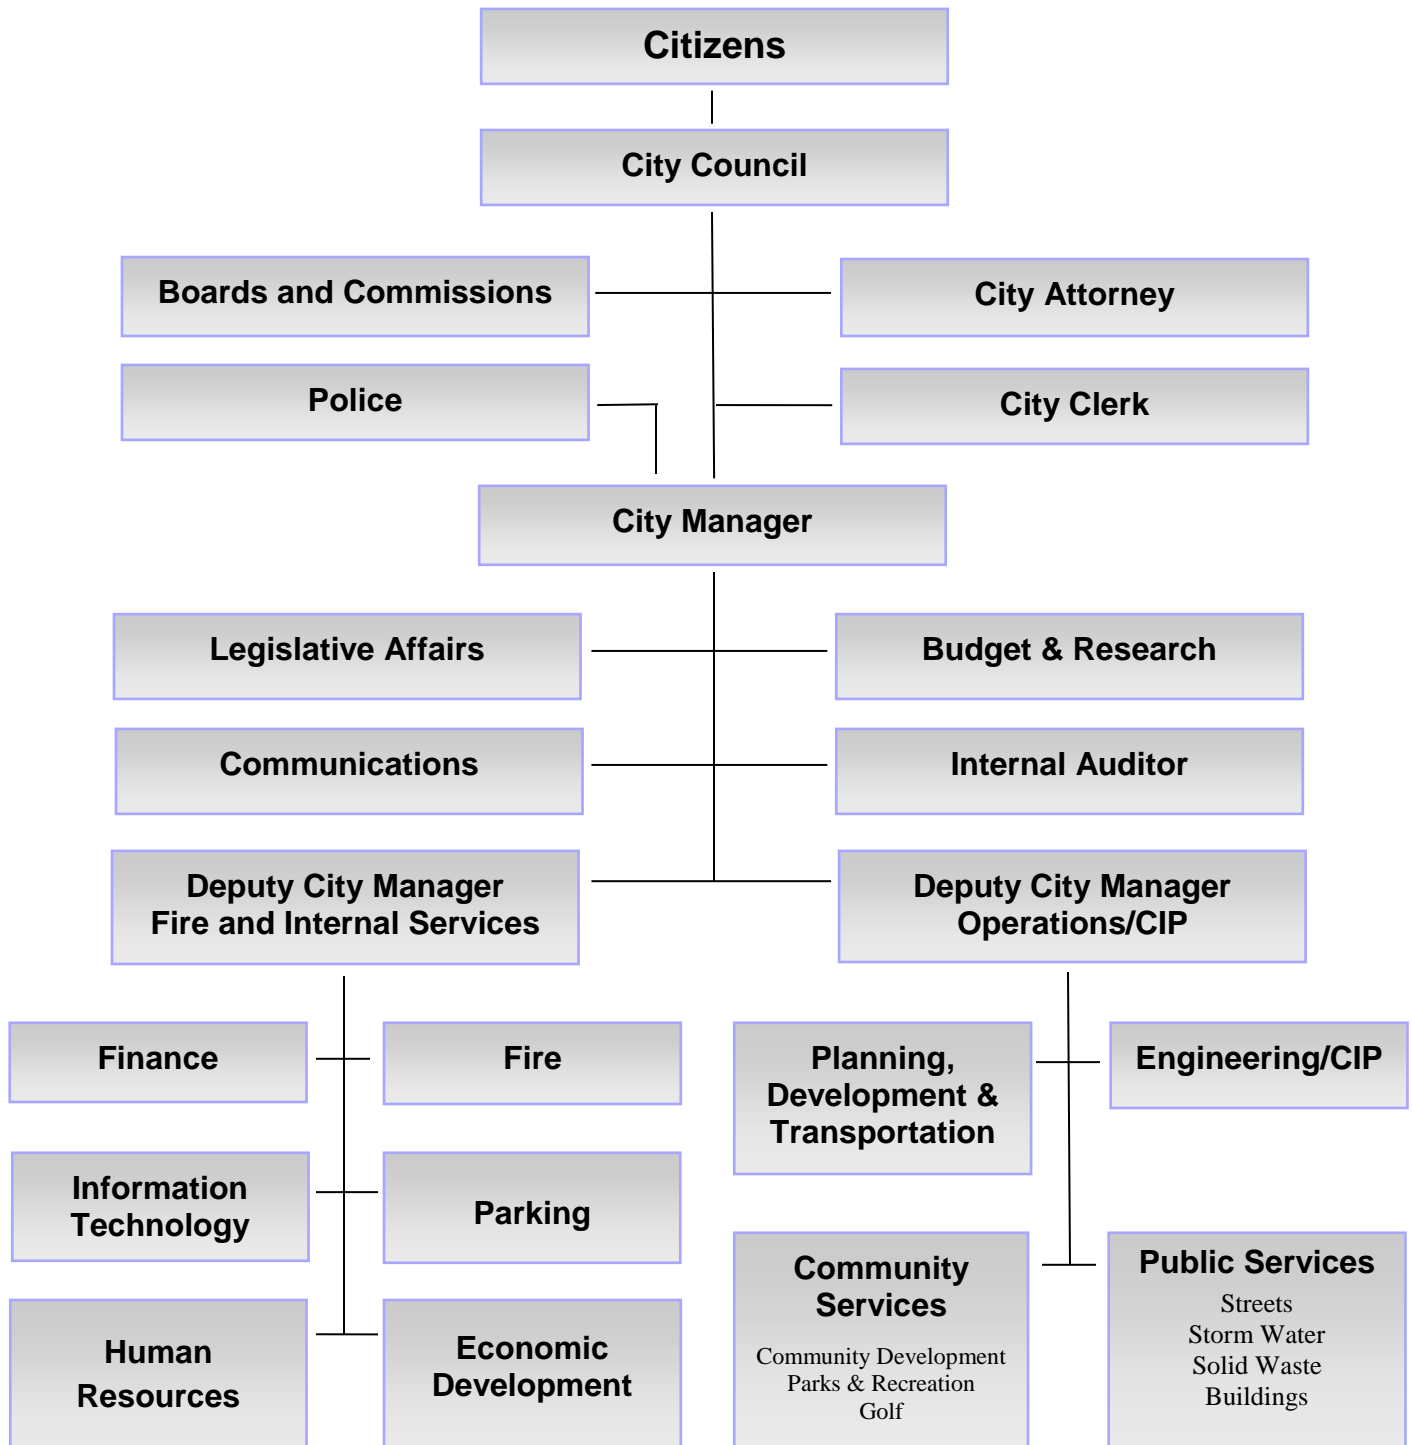 Citizens
City Council
Boards and Commissions
City Attorney
Police
City Clerk
City Manager
Legislative Affairs
Budget & Research
Communications
Internal Auditor
Deputy City Manager
Fire and Internal Services
Deputy City Manager
Operations/CIP
Finance
Fire
Planning,
Development &
Transportation
Engineering/CIP
Information
Technology
Parking
Community
Services
Community Development
Parks & Recreation
Golf
Public Services
Streets
Storm Water
Solid Waste
Buildings
Human
Resources
Economic
Development